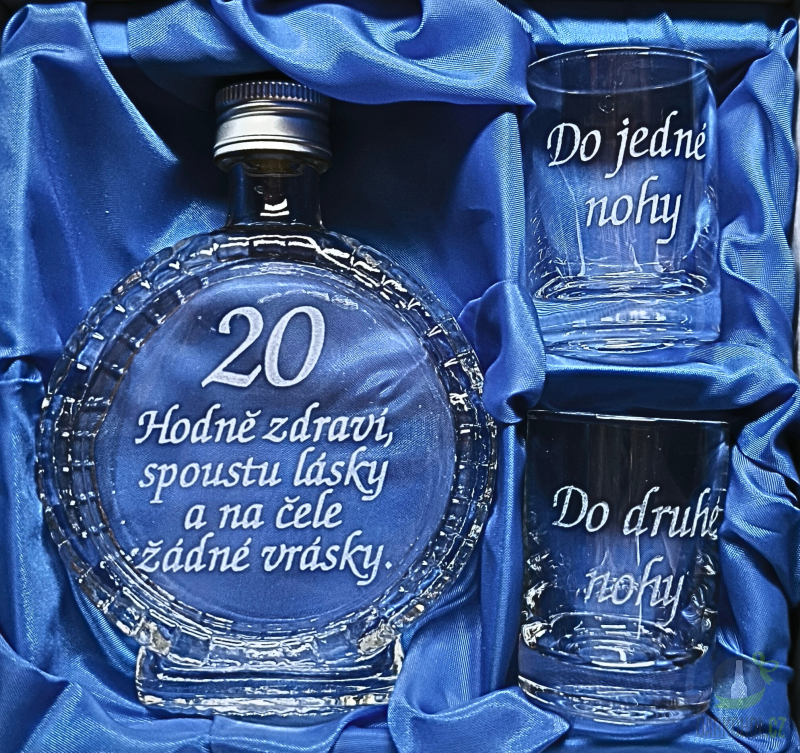 20
Hodně zdraví,
spoustu lásky
a na čele
žádné vrásky.
Do jedné
nohy
Do druhé
nohy